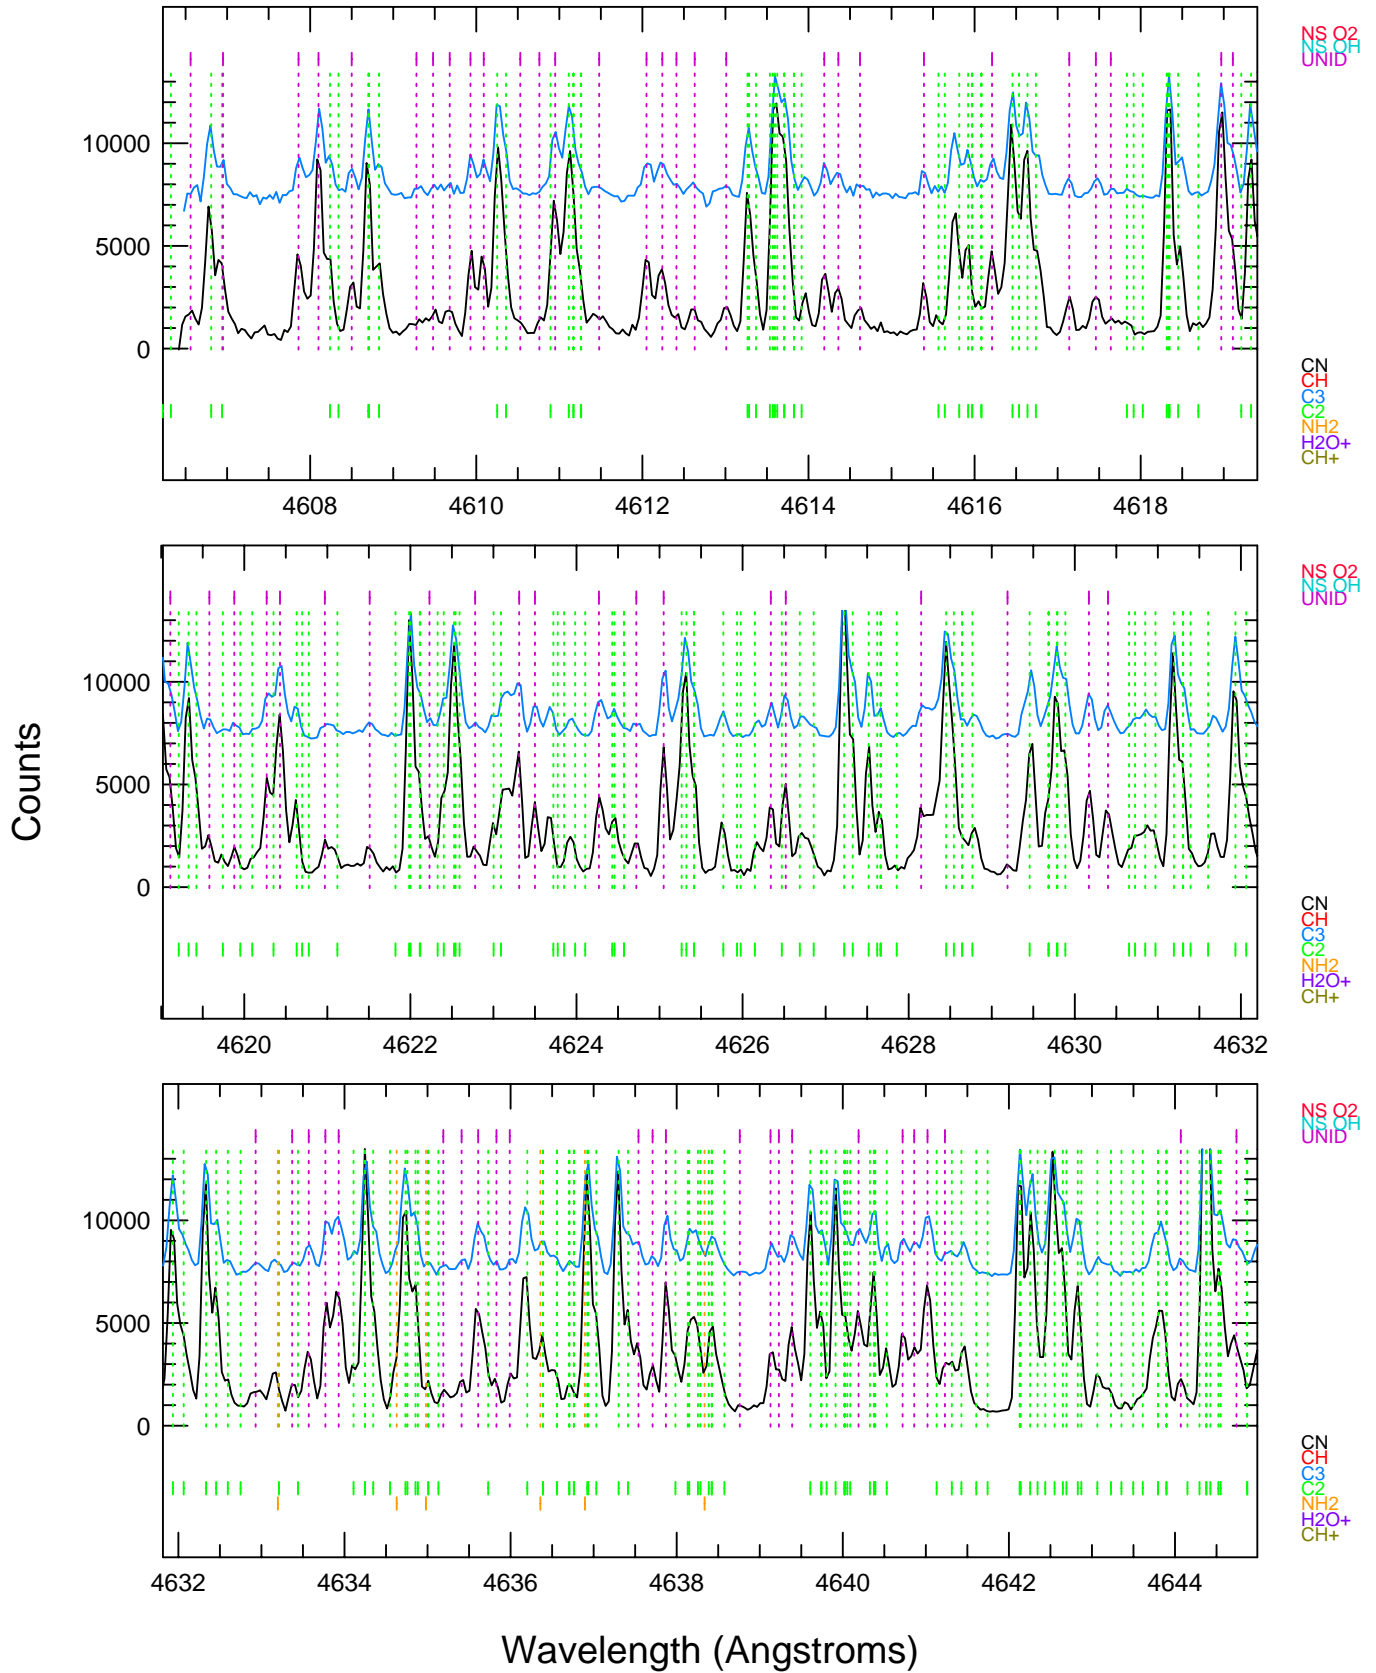 NS O2
NS OH
UNID
10000
5000
0
CN
CH
C3
C2
NH2
H2O+
CH+
4608 4610 4612 4614 4616 4618
NS O2
NS OH
UNID
10000
5000
0
CN
CH
C3
C2
NH2
H2O+
CH+
4620 4622 4624 4626 4628 4630 4632
Counts
NS O2
NS OH
UNID
10000
5000
0
CN
CH
C3
C2
NH2
H2O+
CH+
4632 4634 4636 4638 4640 4642 4644
Wavelength (Angstroms)